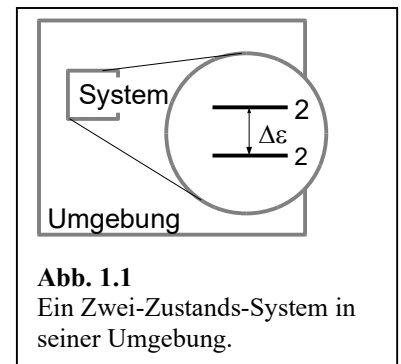 System
2
Δε
2
Umgebung
Abb. 1.1
Ein Zwei-Zustands-System in
seiner Umgebung.